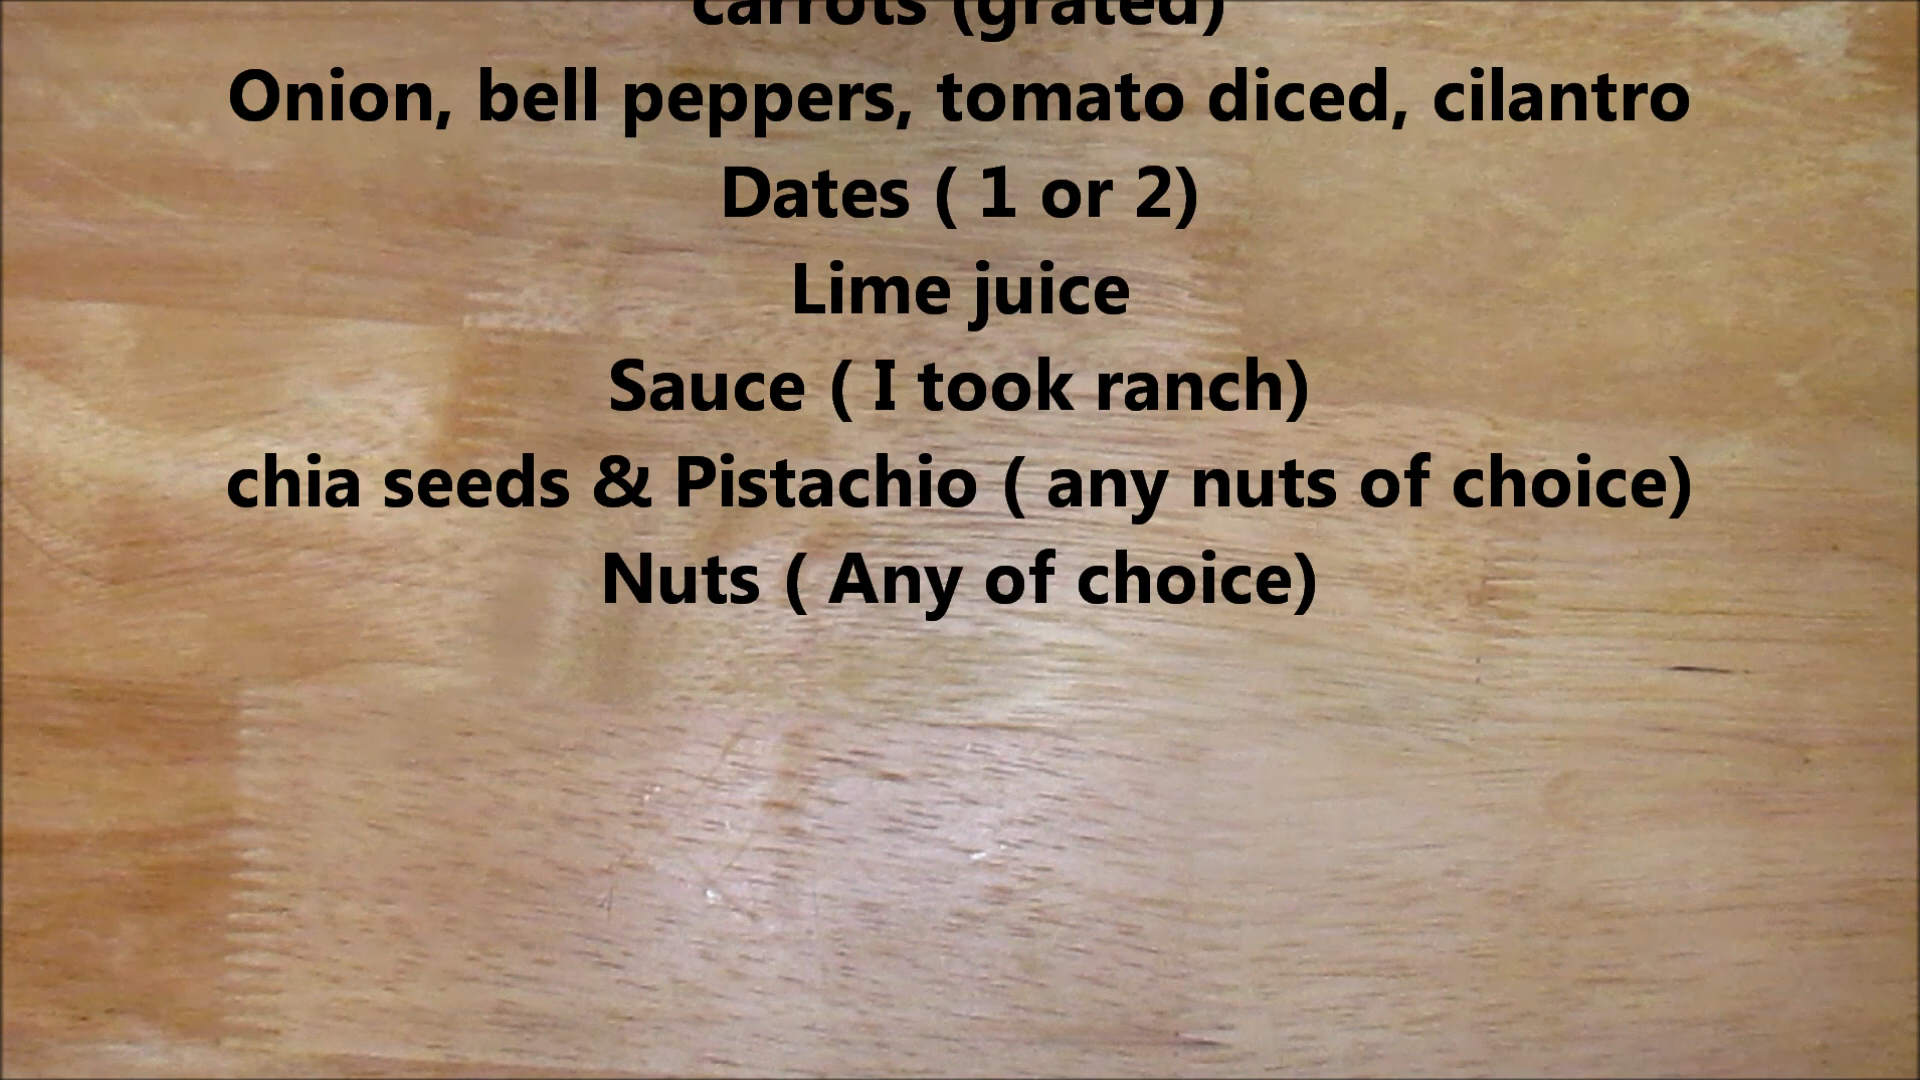 carrots (grated)
Onion, bell peppers, tomato diced, cilantro
Dates ( 1 or 2)
Lime juice
Sauce ( I took ranch)
chia seeds & Pistachio ( any nuts of choice)
Nuts ( Any of choice)